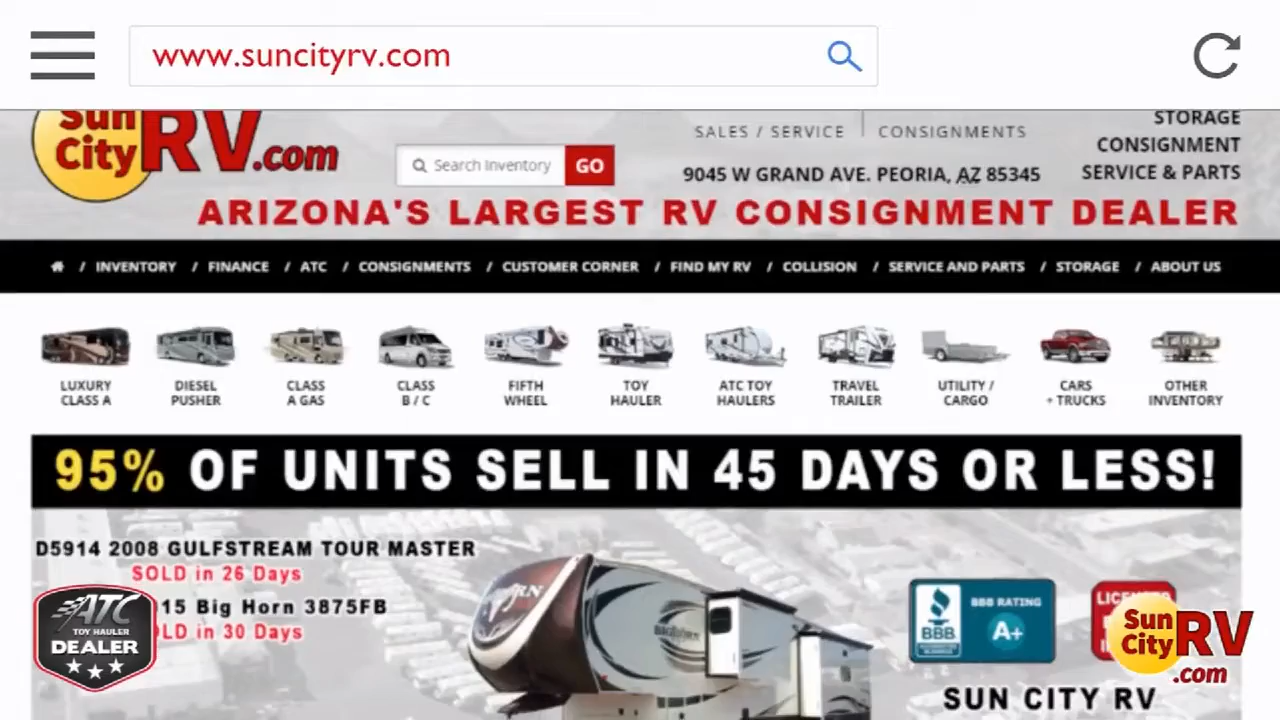 www.suncityrv.com
Sun City RV.com
Search Inventory GO
SALES / SERVICE CONSIGNMENTS
9045 W GRAND AVE. PEORIA, AZ 85345
STORAGE
CONSIGNMENT
SERVICE & PARTS
ARIZONA'S LARGEST RV CONSIGNMENT DEALER
/ INVENTORY / FINANCE / ATC / CONSIGNMENTS / CUSTOMER CORNER / FIND MY RV / COLLISION / SERVICE AND PARTS / STORAGE / ABOUT US
LUXURY CLASS A
DIESEL PUSHER
CLASS A GAS
CLASS B / C
FIFTH WHEEL
TOY HAULER
ATC TOY HAULERS
TRAVEL TRAILER
UTILITY / CARGO
CARS + TRUCKS
OTHER INVENTORY
95% OF UNITS SELL IN 45 DAYS OR LESS!
D5914 2008 GULFSTREAM TOUR MASTER
SOLD in 26 Days
15 Big Horn 3875FB
LD in 30 Days
ATC
TOY HAULER
DEALER
BBB
BBB RATING
A+
Sun City RV
.com
SUN CITY RV